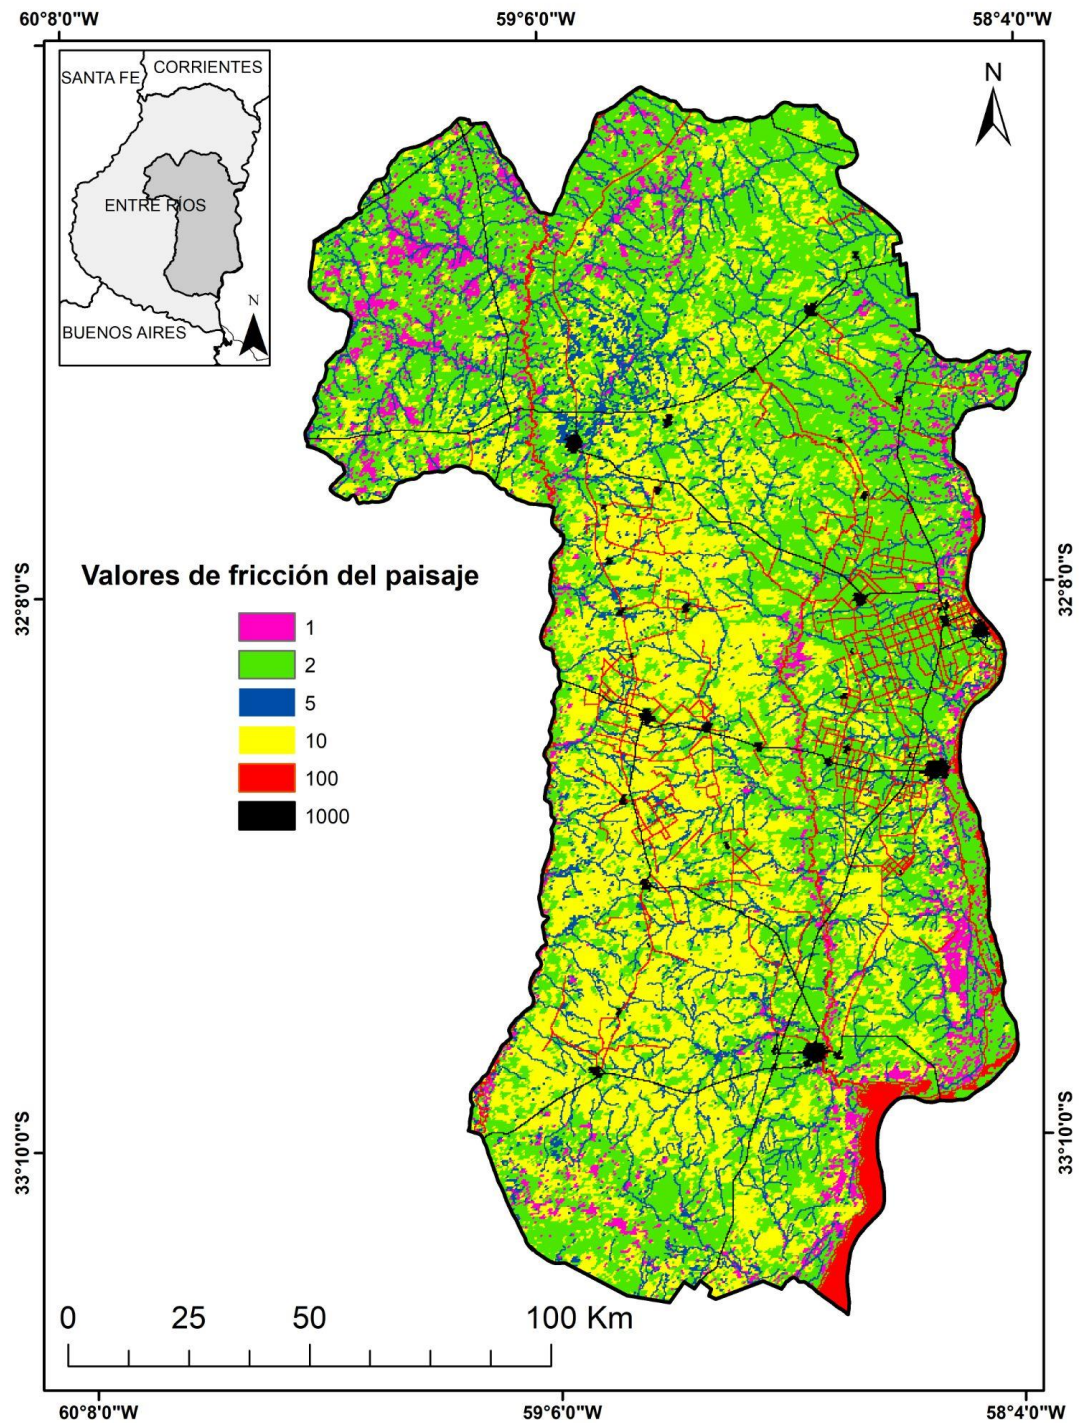 60°8'0"W 59°6'0"W 58°4'0"W
SANTA FE
CORRIENTES
N
ENTRE RÍOS
N
BUENOS AIRES
32°8'0"S
32°8'0"S
Valores de fricción del paisaje
1
2
5
10
100
1000
33°10'0"S
33°10'0"S
0 25 50 100 Km
60°8'0"W 59°6'0"W 58°4'0"W